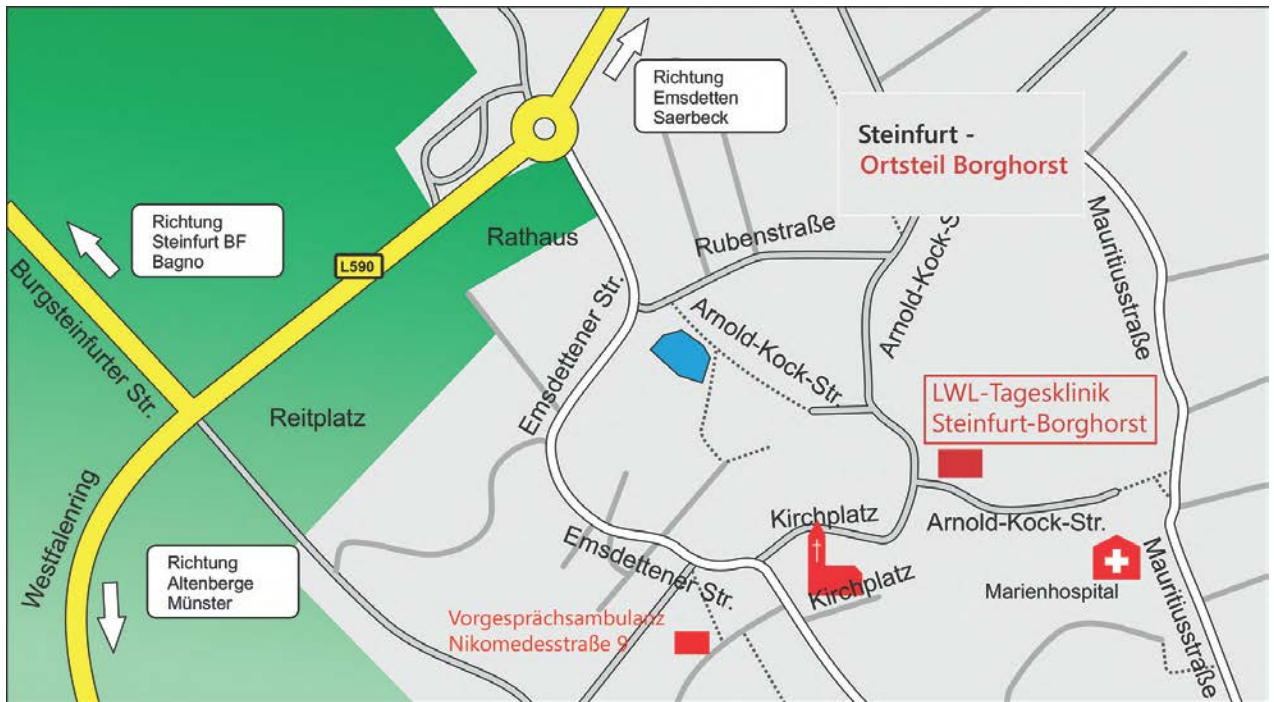 Richtung
Emsdetten
Saerbeck
Steinfurt -
Ortsteil Borghorst
Richtung
Steinfurt BF
Bagno
L590
Rathaus
Rubenstraße
Arnold-Kock-S
Mauritiusstraße
Burgsteinfurter Str.
Emsdettener Str.
Arnold-Kock-Str.
Reitplatz
LWL-Tagesklinik
Steinfurt-Borghorst
Westfalenring
Richtung
Altenberge
Münster
Kirchplatz
Arnold-Kock-Str.
Emsdettener Str.
Kirchplatz
Marienhospital
Mauritiusstraße
Vorgesprächsambulanz
Nikomedesstraße 9